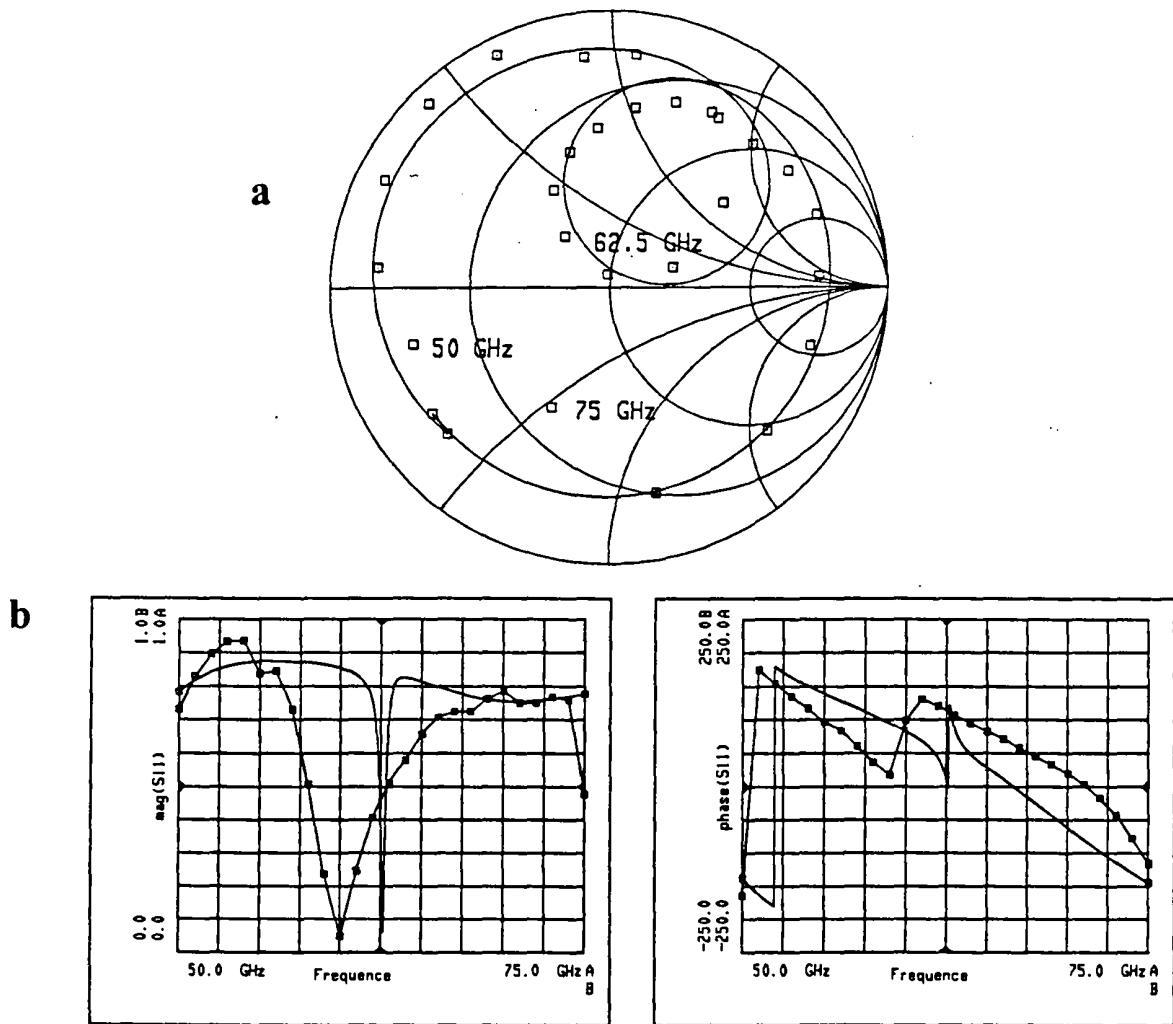 a
62.5 GHz
50 GHz
75 GHz
b
1.0B
1.0A
mag(S11)
0.0
0.0
50.0 GHz
Frequence
75.0 GHz A
B
250.0B
250.0A
phase(S11)
-250.0
-250.0
50.0 GHz
Frequence
75.0 GHz A
B